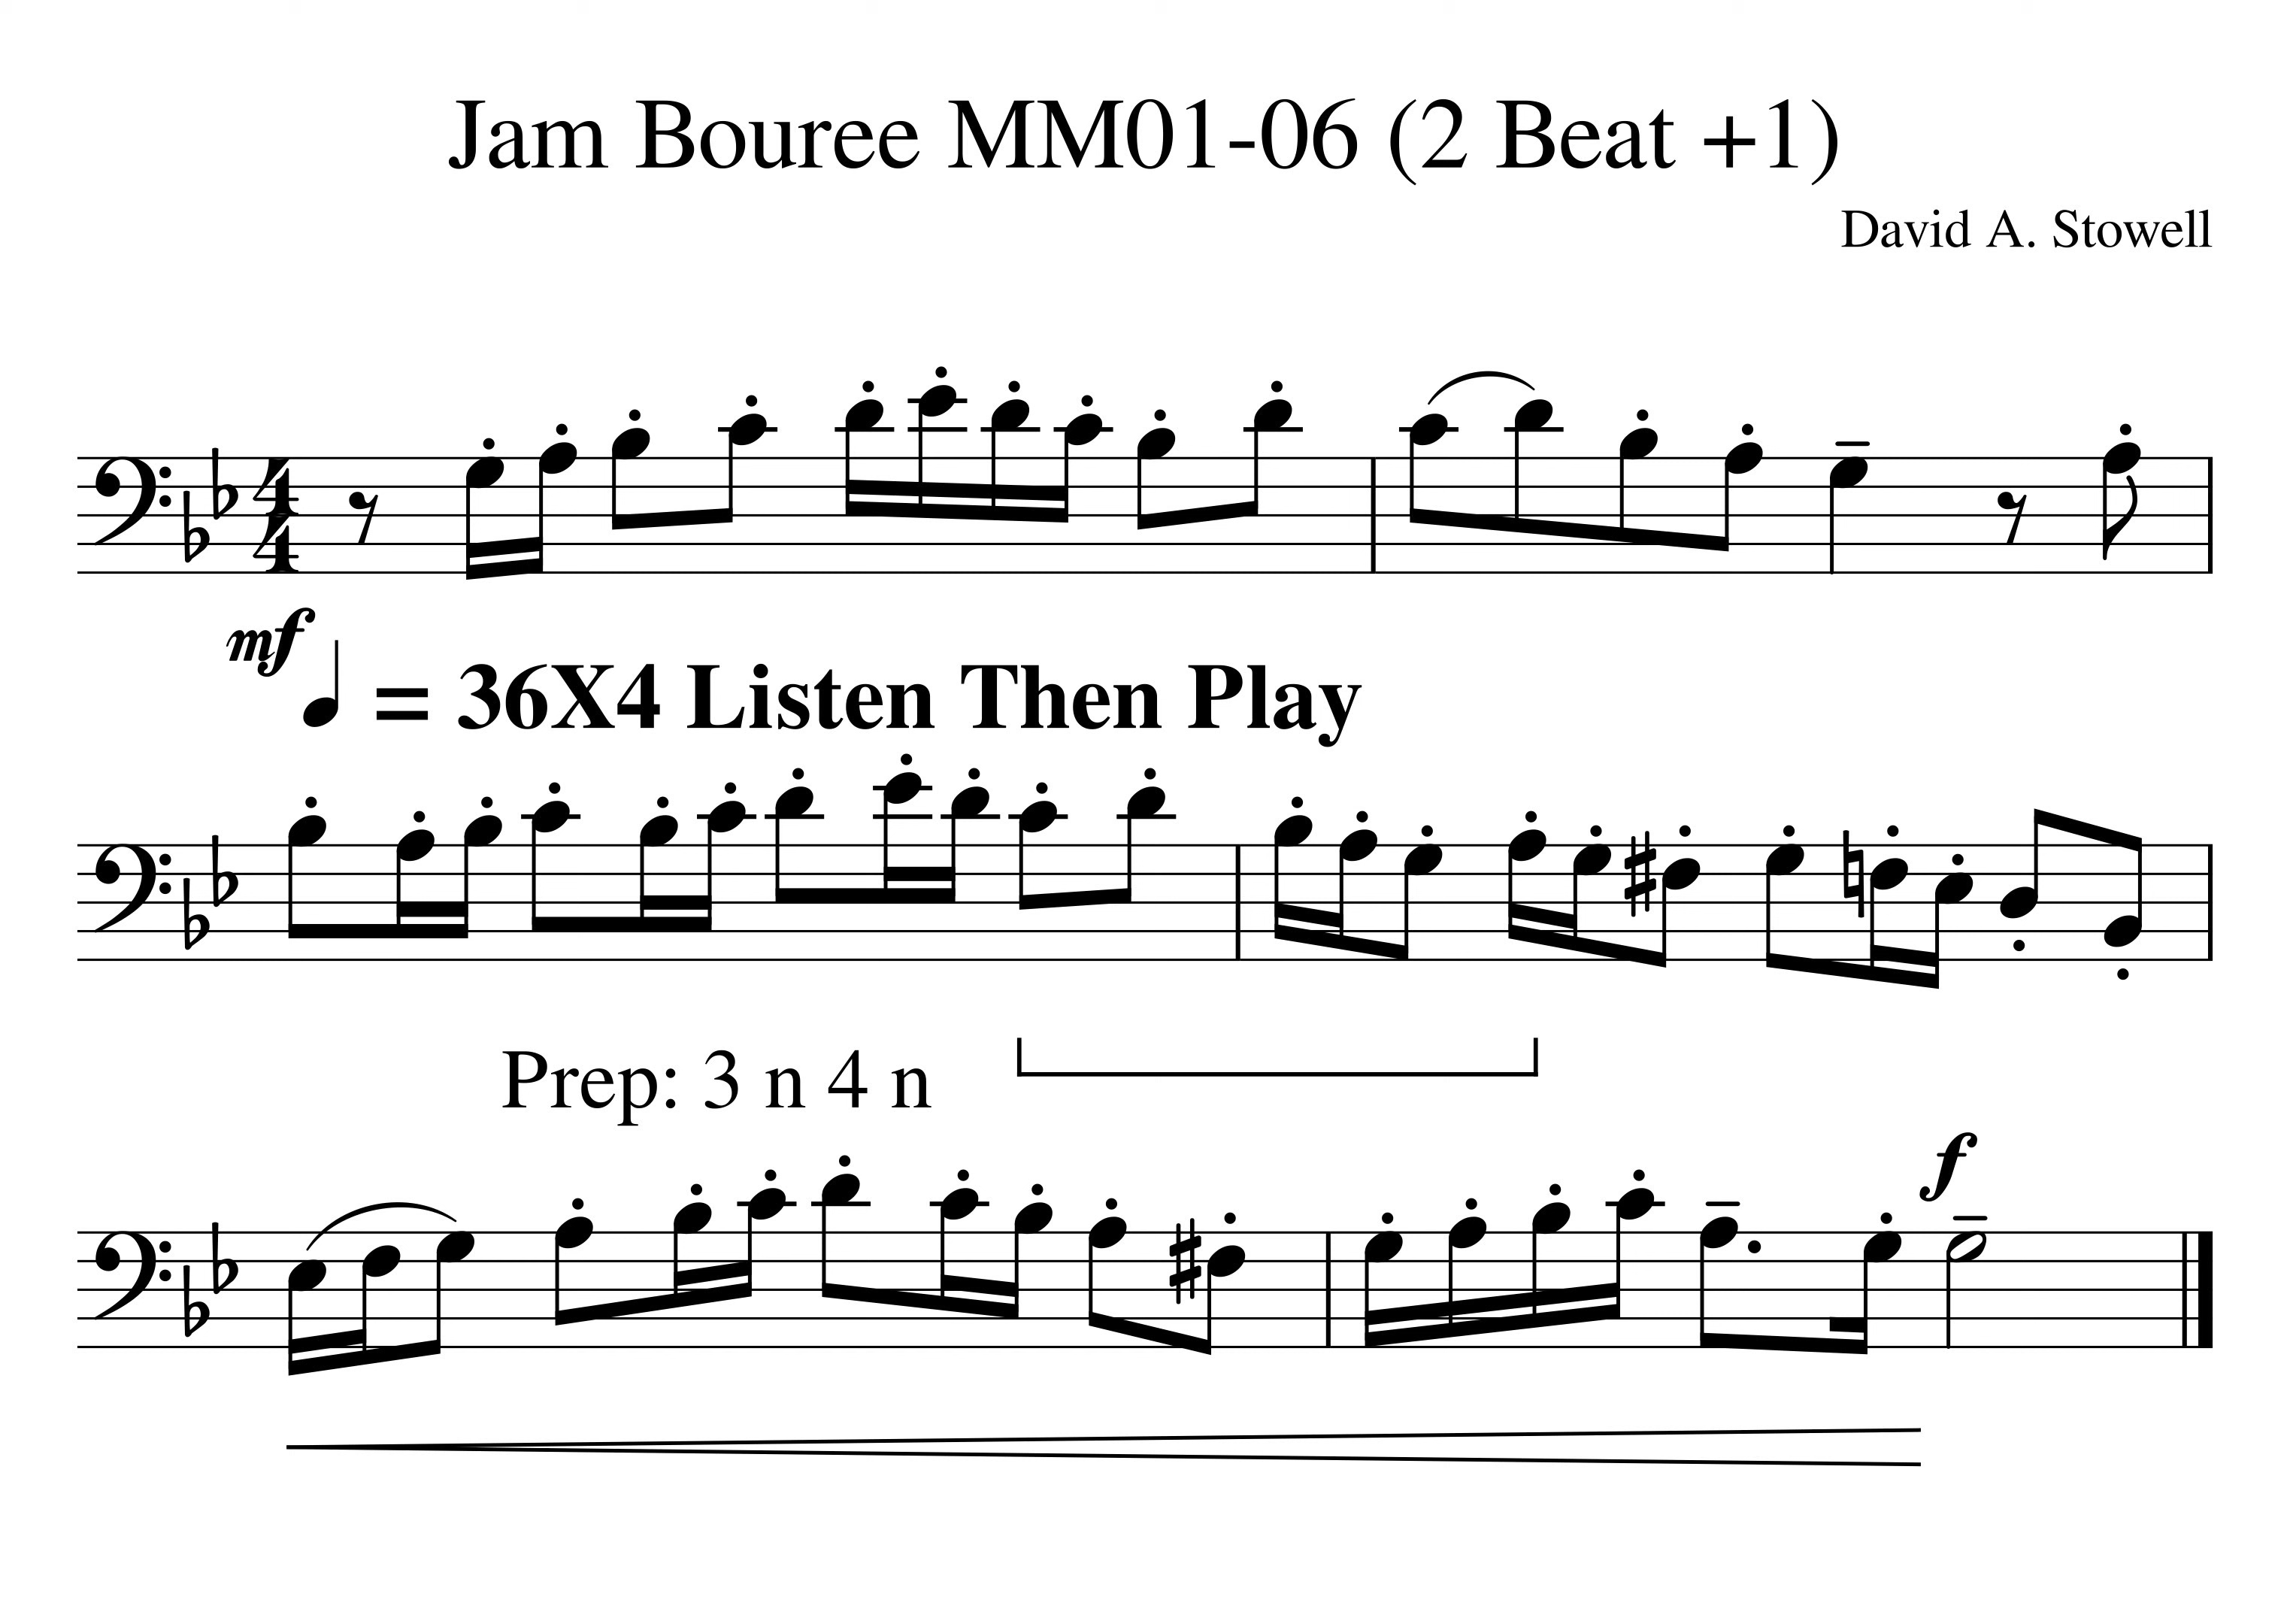 Jam Bouree MM01-06 (2 Beat +1)
David A. Stowell
mf
= 36X4 Listen Then Play
Prep: 3 n 4 n
f